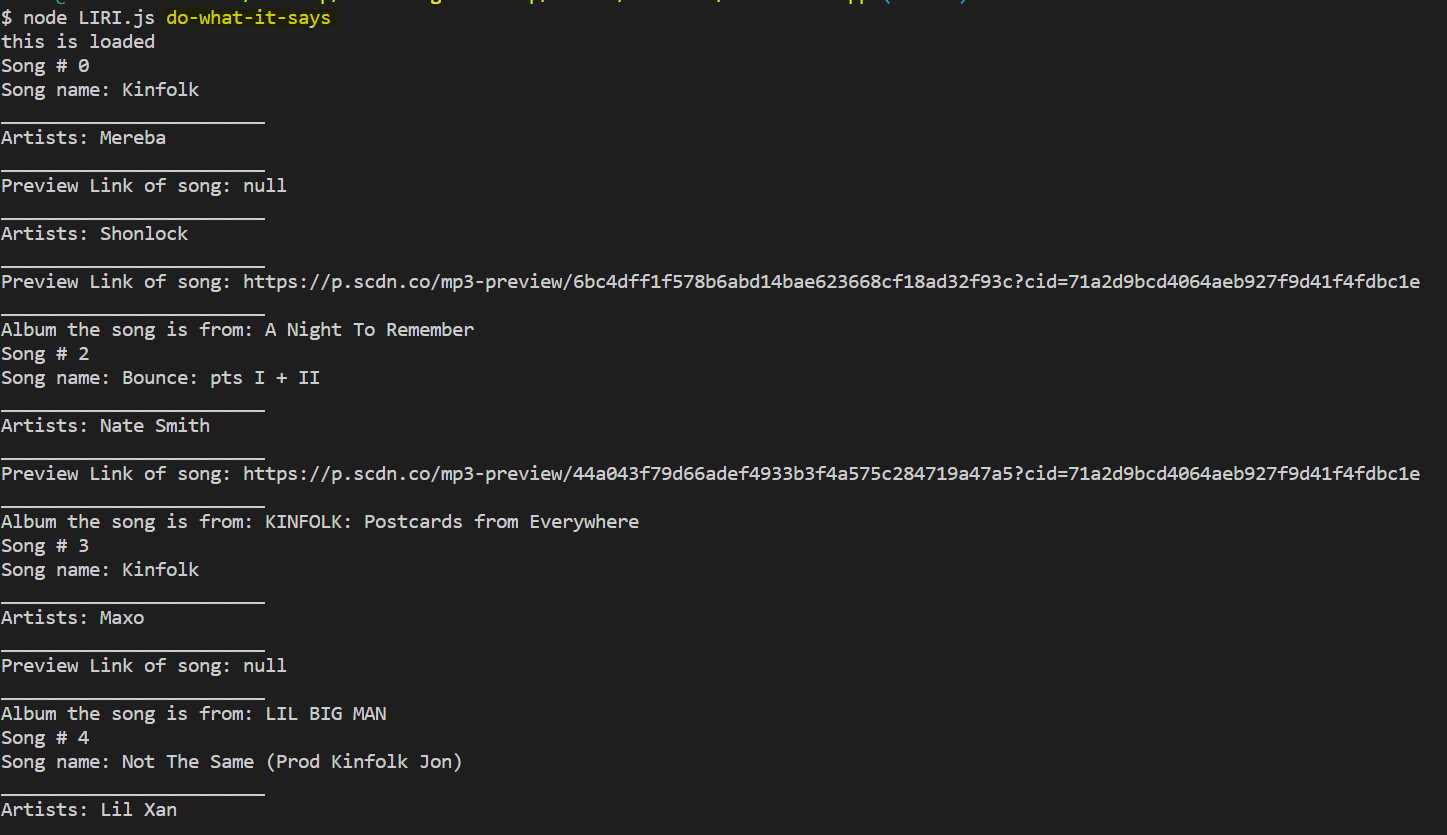 $ node LIRI.js do-what-it-says
this is loaded
Song # 0
Song name: Kinfolk
________________________
Artists: Mereba
________________________
Preview Link of song: null
________________________
Artists: Shonlock
________________________
Preview Link of song: https://p.scdn.co/mp3-preview/6bc4dff1f578b6abd14bae623668cf18ad32f93c?cid=71a2d9bcd4064aeb927f9d41f4fdbc1e
________________________
Album the song is from: A Night To Remember
Song # 2
Song name: Bounce: pts I + II
________________________
Artists: Nate Smith
________________________
Preview Link of song: https://p.scdn.co/mp3-preview/44a043f79d66adef4933b3f4a575c284719a47a5?cid=71a2d9bcd4064aeb927f9d41f4fdbc1e
________________________
Album the song is from: KINFOLK: Postcards from Everywhere
Song # 3
Song name: Kinfolk
________________________
Artists: Maxo
________________________
Preview Link of song: null
________________________
Album the song is from: LIL BIG MAN
Song # 4
Song name: Not The Same (Prod Kinfolk Jon)
________________________
Artists: Lil Xan